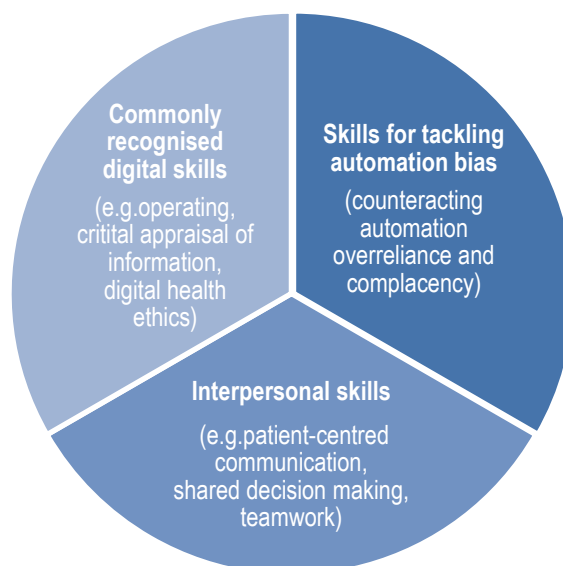 Commonly
recognised
digital skills
(e.g.operating,
critital appraisal of
information,
digital health
ethics)
Skills for tackling
automation bias
(counteracting
automation
overreliance and
complacency)
Interpersonal skills
(e.g.patient-centred
communication,
shared decision making,
teamwork)